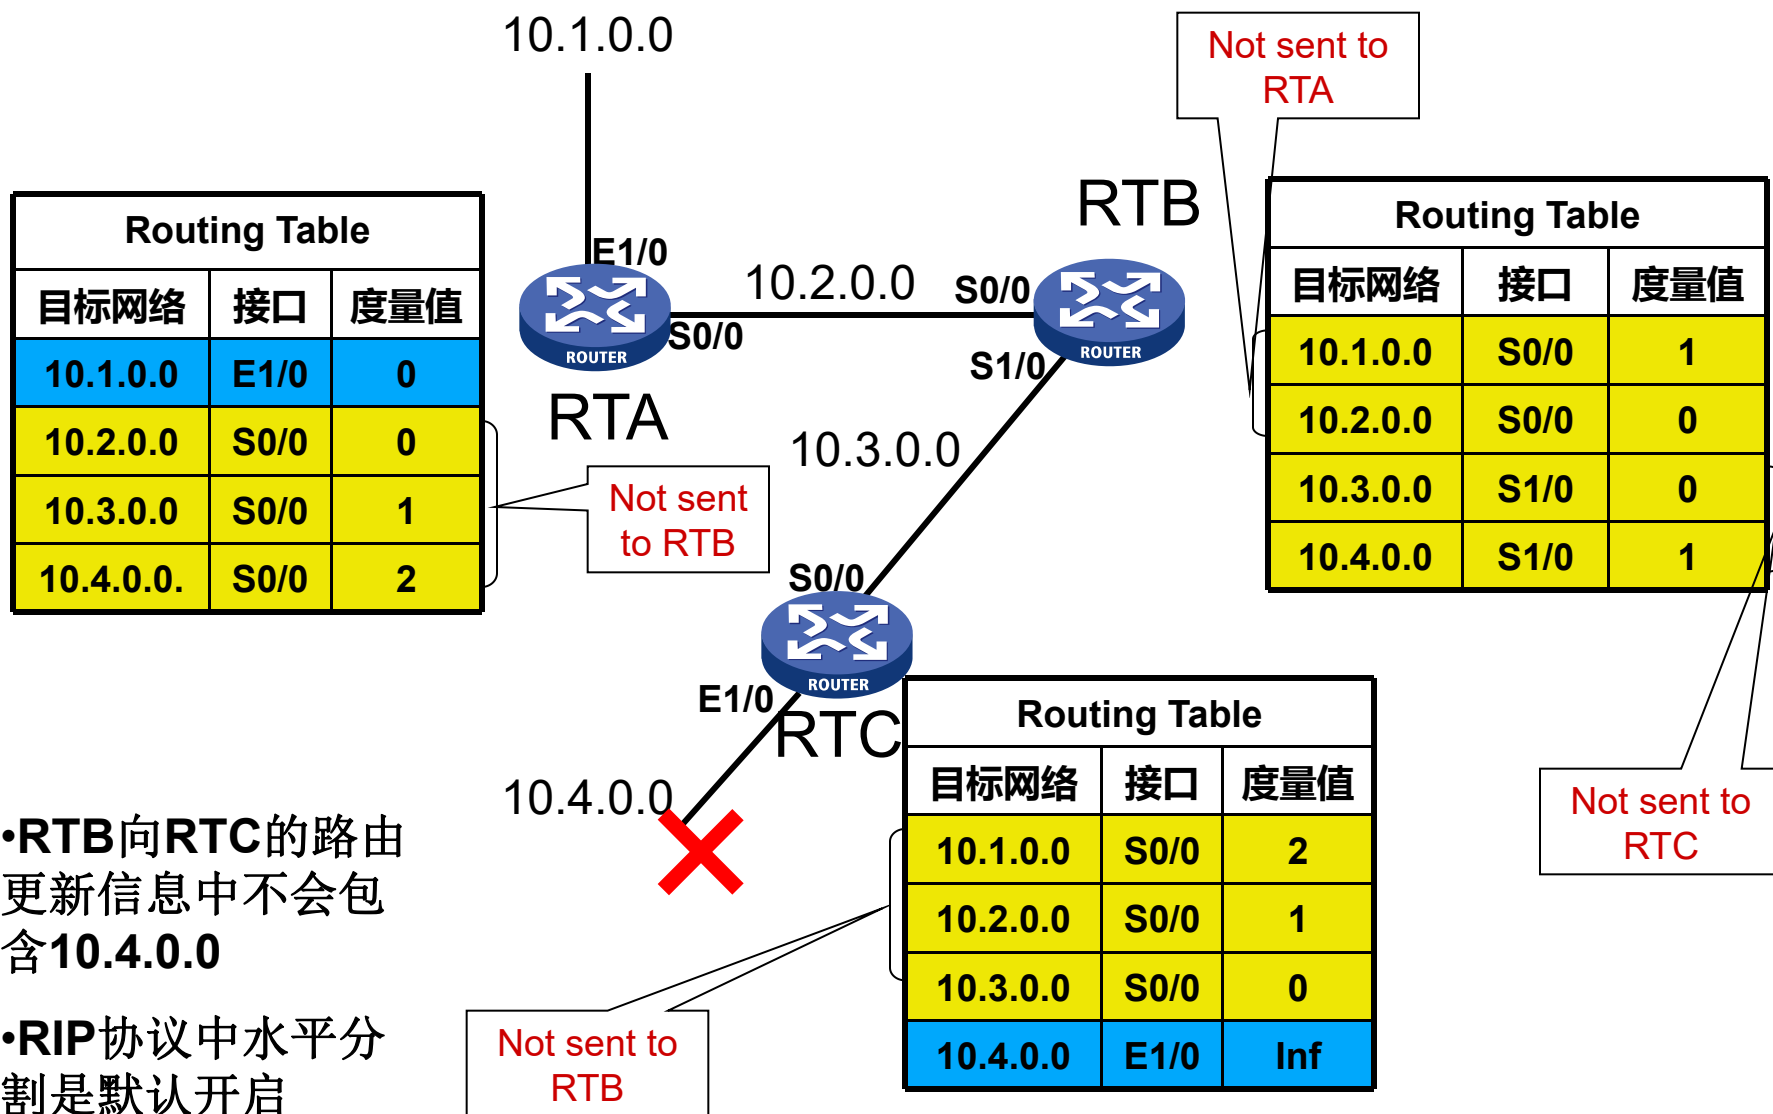 10.1.0.0
Not sent to
RTA
RTB
Routing Table
目标网络 接口 度量值
10.1.0.0 E1/0 0
10.2.0.0 S0/0 0
10.3.0.0 S0/0 1
10.4.0.0. S0/0 2
E1/0
ROUTER
S0/0
RTA
10.2.0.0
S0/0
ROUTER
S1/0
10.3.0.0
Not sent
to RTB
Routing Table
目标网络 接口 度量值
10.1.0.0 S0/0 1
10.2.0.0 S0/0 0
10.3.0.0 S1/0 0
10.4.0.0 S1/0 1
S0/0
ROUTER
E1/0
RTC
10.4.0.0
Routing Table
目标网络 接口 度量值
10.1.0.0 S0/0 2
10.2.0.0 S0/0 1
10.3.0.0 S0/0 0
10.4.0.0 E1/0 Inf
Not sent to
RTC
•RTB向RTC的路由
更新信息中不会包
含10.4.0.0
•RIP协议中水平分
割是默认开启
Not sent to
RTB